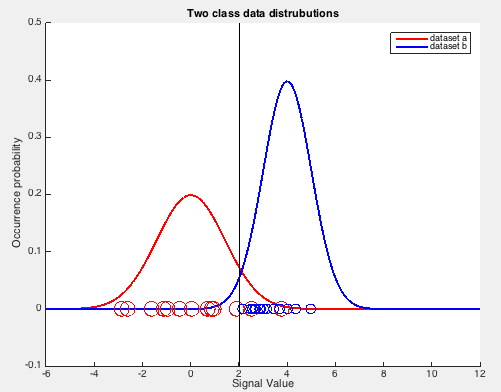 Two class data distrubutions
dataset a
dataset b
Occurrence probability
0.5
0.4
0.3
0.2
0.1
0
-0.1
-6 -4 -2 0 2 4 6 8 10 12
Signal Value